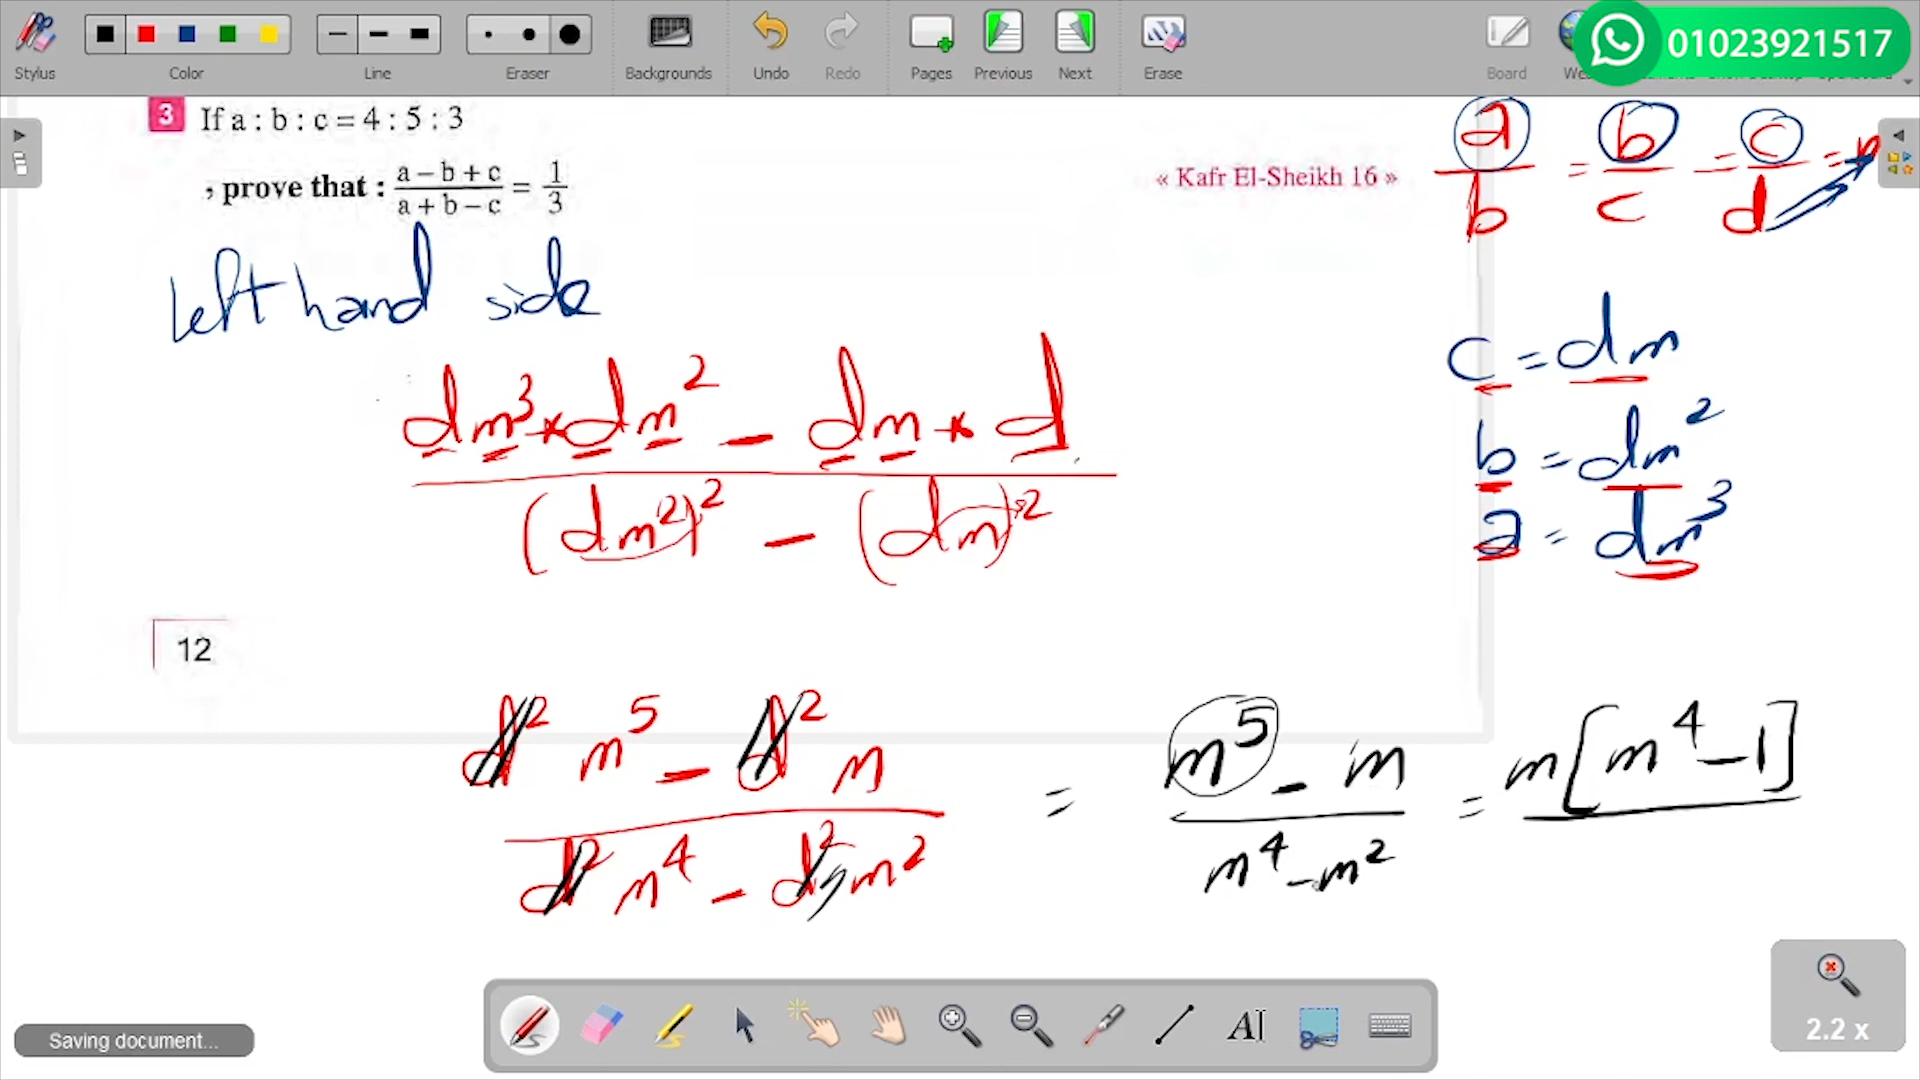 Stylus Color Line Eraser Backgrounds Undo Redo Pages Previous Next Erase Board
01023921517
3 If a : b : c = 4 : 5 : 3
, prove that : (a − b + c)/(a + b − c) = 1/3
« Kafr El-Sheikh 16 »
a/b = b/c = c/d =
left hand side
c = dm
b = dm²
a = dm³
(dm³ * dm² − dm * d)/((dm²)² − (dm)²)
12
(d² m⁵ − d² m)/(d² m⁴ − d² m²) = (m⁵ − m)/(m⁴ − m²) = m[m⁴ − 1]
Saving document...
2.2 x